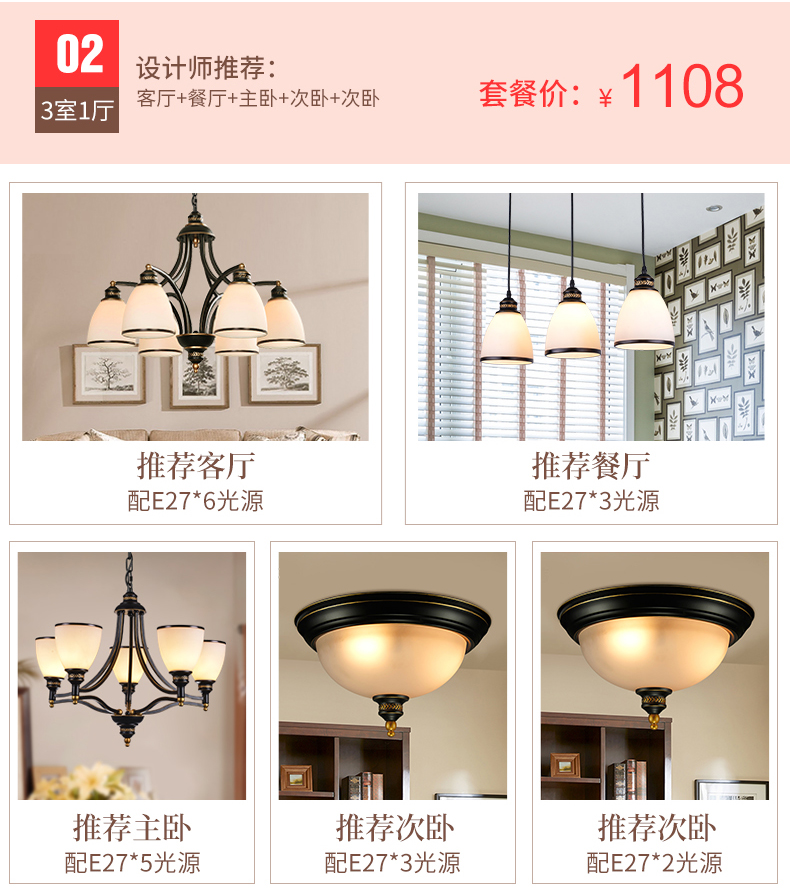 02
3室1厅
设计师推荐：
客厅+餐厅+主卧+次卧+次卧
套餐价：￥1108
推荐客厅
配E27*6光源
推荐餐厅
配E27*3光源
推荐主卧
配E27*5光源
推荐次卧
配E27*3光源
推荐次卧
配E27*2光源